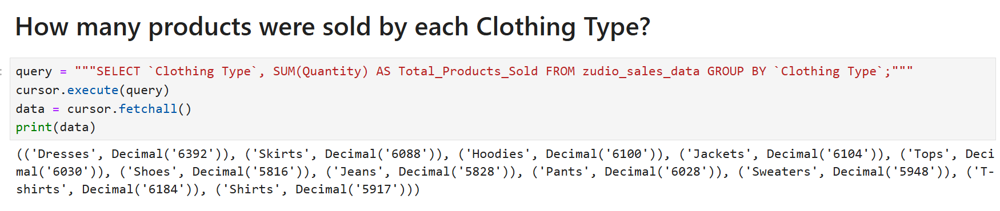 How many products were sold by each Clothing Type?
:
query = """SELECT `Clothing Type`, SUM(Quantity) AS Total_Products_Sold FROM zudio_sales_data GROUP BY `Clothing Type`;"""
cursor.execute(query)
data = cursor.fetchall()
print(data)
(('Dresses', Decimal('6392')), ('Skirts', Decimal('6088')), ('Hoodies', Decimal('6100')), ('Jackets', Decimal('6104')), ('Tops', Deci
mal('6030')), ('Shoes', Decimal('5816')), ('Jeans', Decimal('5828')), ('Pants', Decimal('6028')), ('Sweaters', Decimal('5948')), ('T-
shirts', Decimal('6184')), ('Shirts', Decimal('5917')))